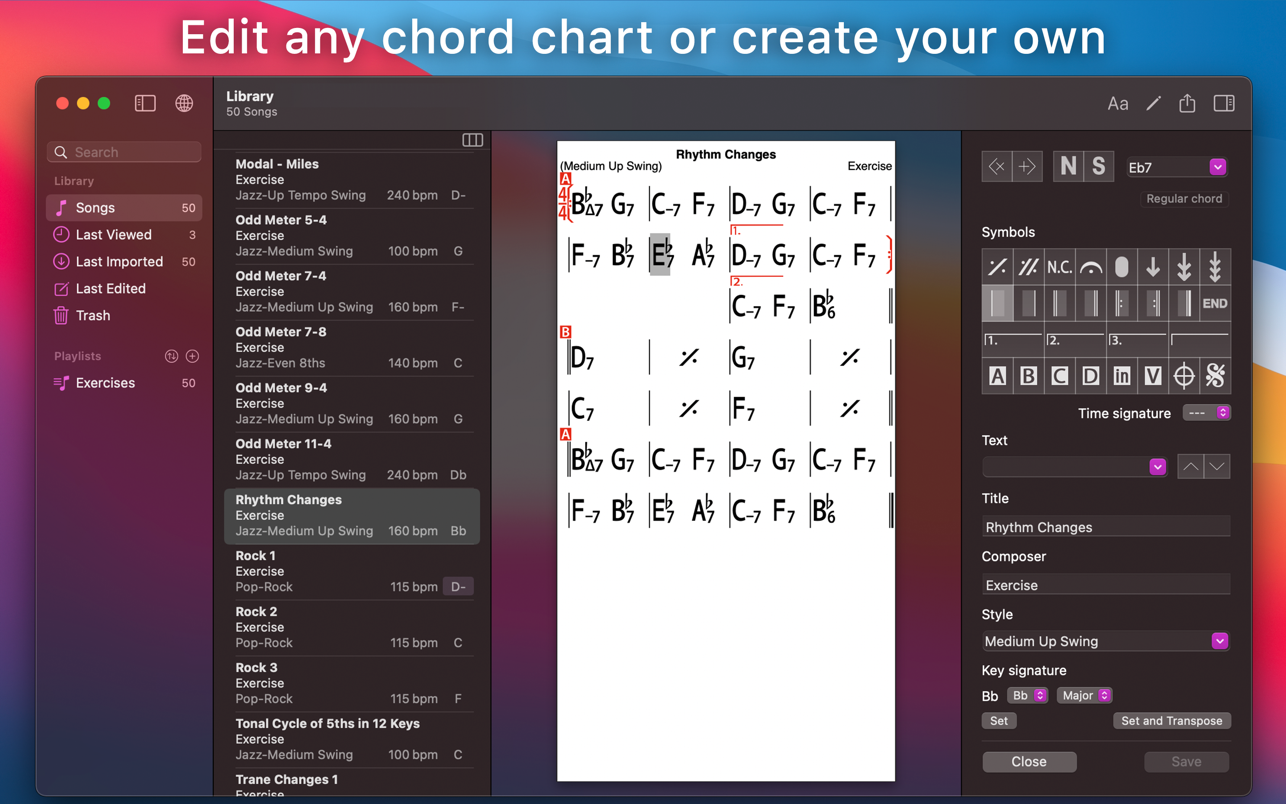 Edit any chord chart or create your own
Library
50 Songs
Aa
Search
Library
Songs 50
Last Viewed 3
Last Imported 50
Last Edited
Trash
Playlists
Exercises 50
Modal - Miles
Exercise
Jazz-Up Tempo Swing 240 bpm D-
Odd Meter 5-4
Exercise
Jazz-Medium Swing 100 bpm G
Odd Meter 7-4
Exercise
Jazz-Medium Up Swing 160 bpm F-
Odd Meter 7-8
Exercise
Jazz-Even 8ths 140 bpm C
Odd Meter 9-4
Exercise
Jazz-Medium Up Swing 160 bpm G
Odd Meter 11-4
Exercise
Jazz-Up Tempo Swing 240 bpm Db
Rhythm Changes
Exercise
Jazz-Medium Up Swing 160 bpm Bb
Rock 1
Exercise
Pop-Rock 115 bpm D-
Rock 2
Exercise
Pop-Rock 115 bpm C
Rock 3
Exercise
Pop-Rock 115 bpm F
Tonal Cycle of 5ths in 12 Keys
Exercise
Jazz-Medium Swing 100 bpm C
Trane Changes 1
Exercise
Rhythm Changes
(Medium Up Swing) Exercise
A
4/4 B♭Δ7 G7 C-7 F7 D-7 G7 C-7 F7
1.
F-7 B♭7 E♭7 A♭7 D-7 G7 C-7 F7
2.
C-7 F7 B♭6
B
D7 𝄎 G7 𝄎
C7 𝄎 F7 𝄎
A
B♭Δ7 G7 C-7 F7 D-7 G7 C-7 F7
F-7 B♭7 E♭7 A♭7 C-7 F7 B♭6
N S Eb7
Regular chord
Symbols
N.C.
END
1. 2. 3.
A B C D in V
Time signature ---
Text
Title
Rhythm Changes
Composer
Exercise
Style
Medium Up Swing
Key signature
Bb Bb Major
Set Set and Transpose
Close Save